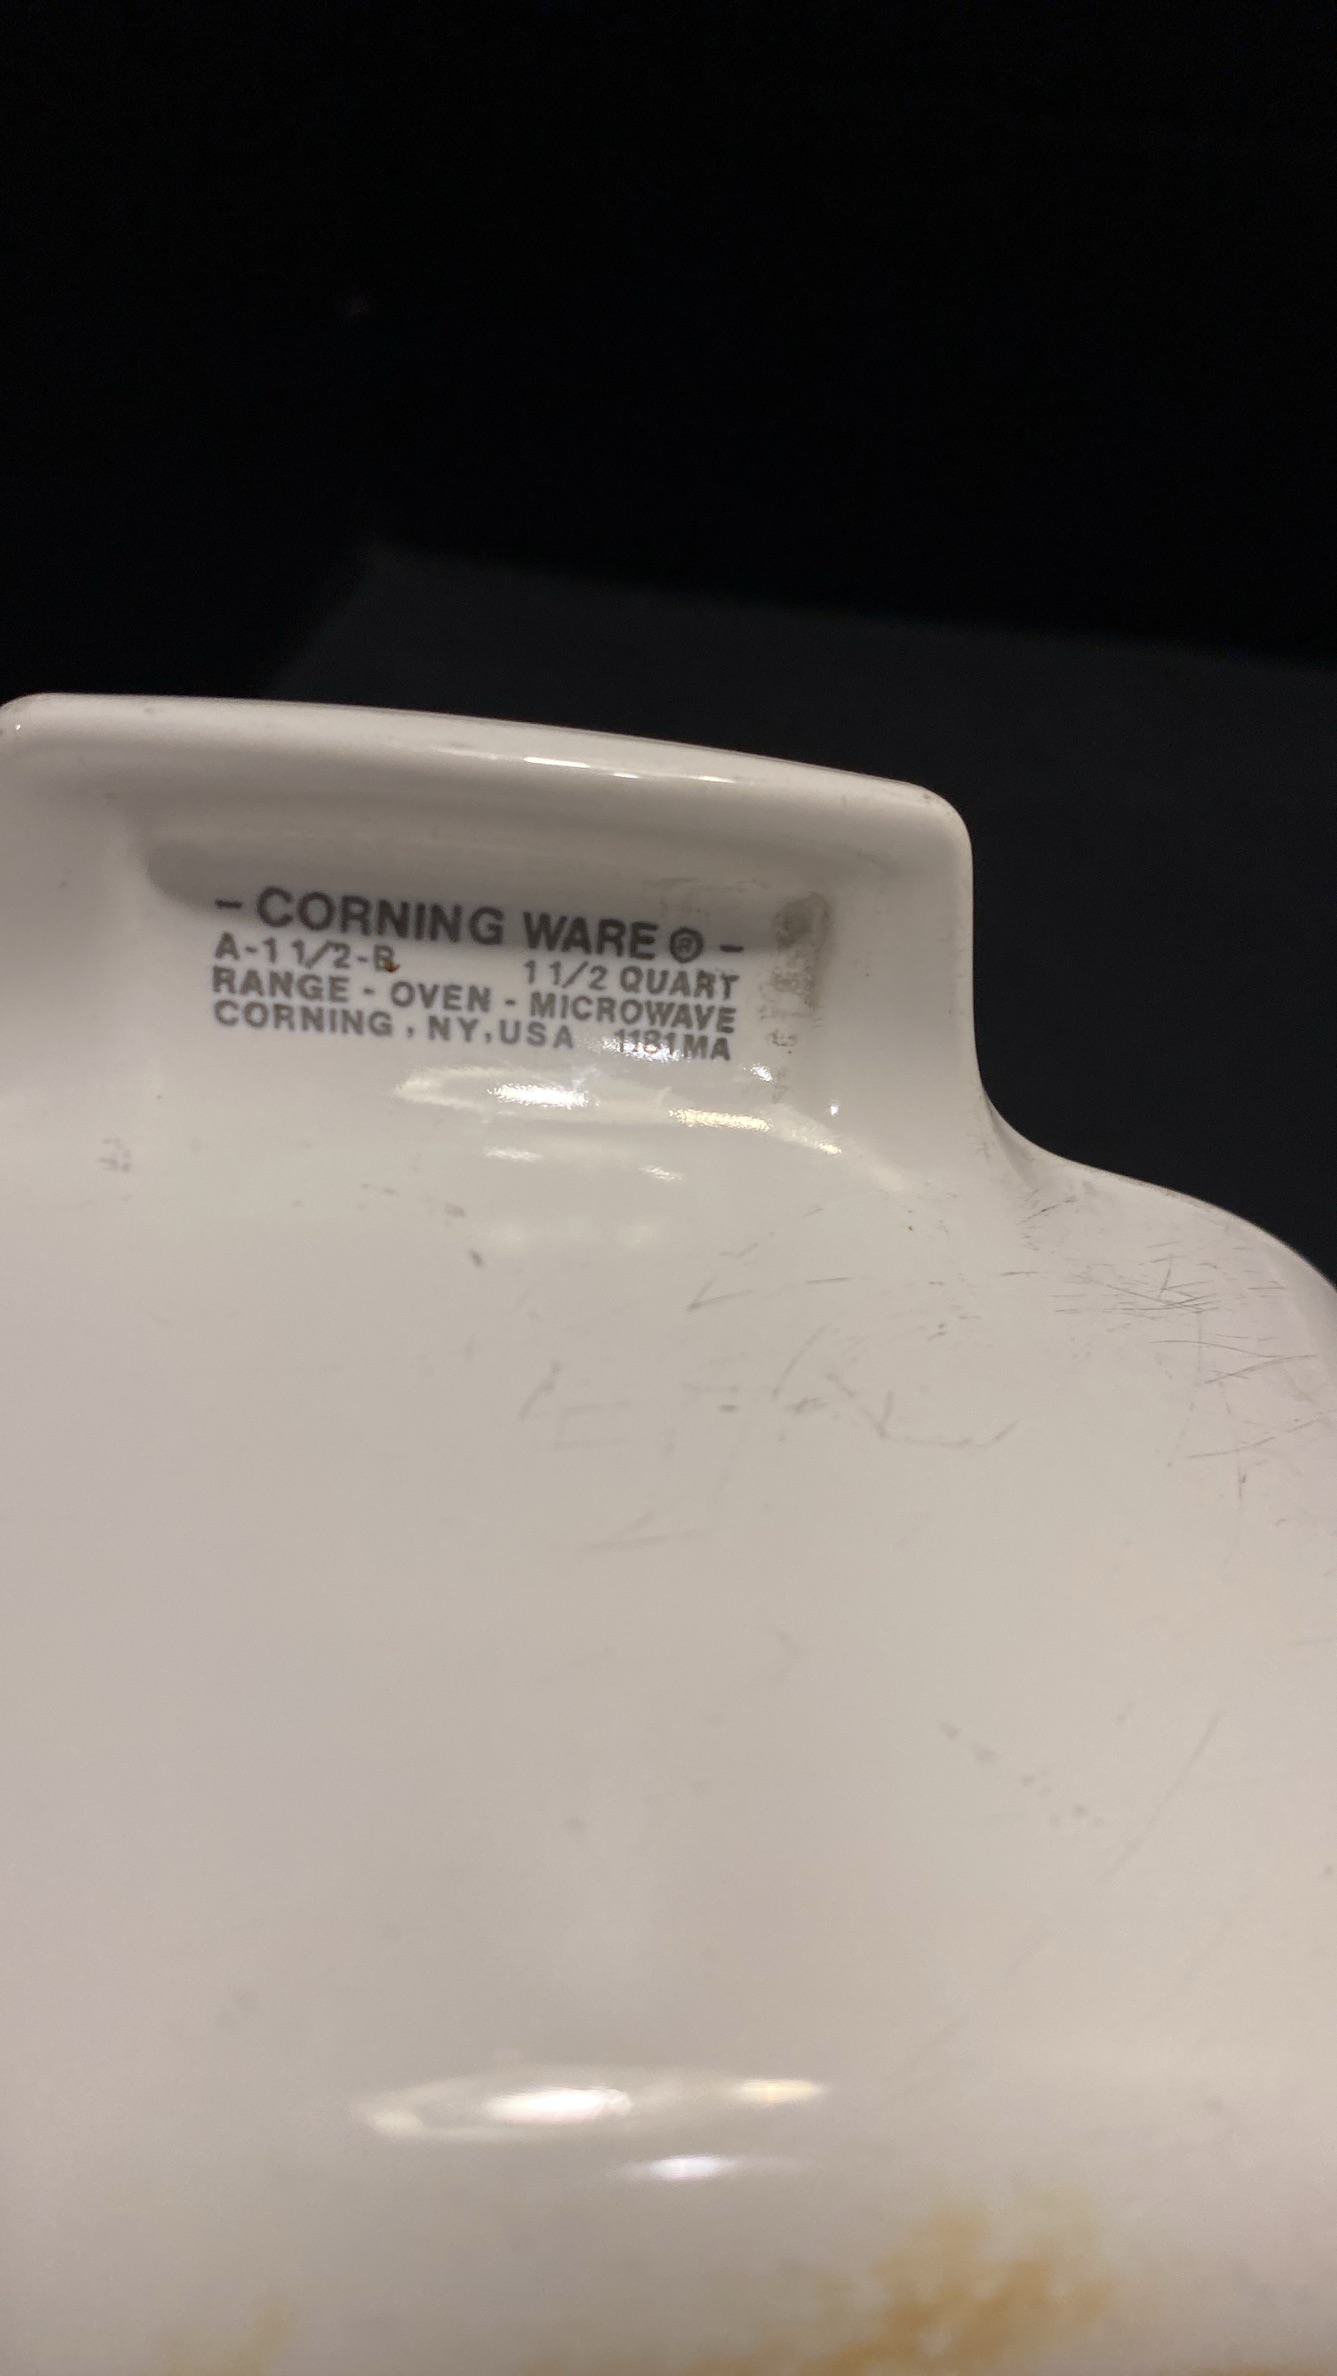 - CORNING WARE ® -
A-1 1/2-B 1 1/2 QUART
RANGE - OVEN - MICROWAVE
CORNING, NY, USA 1181MA